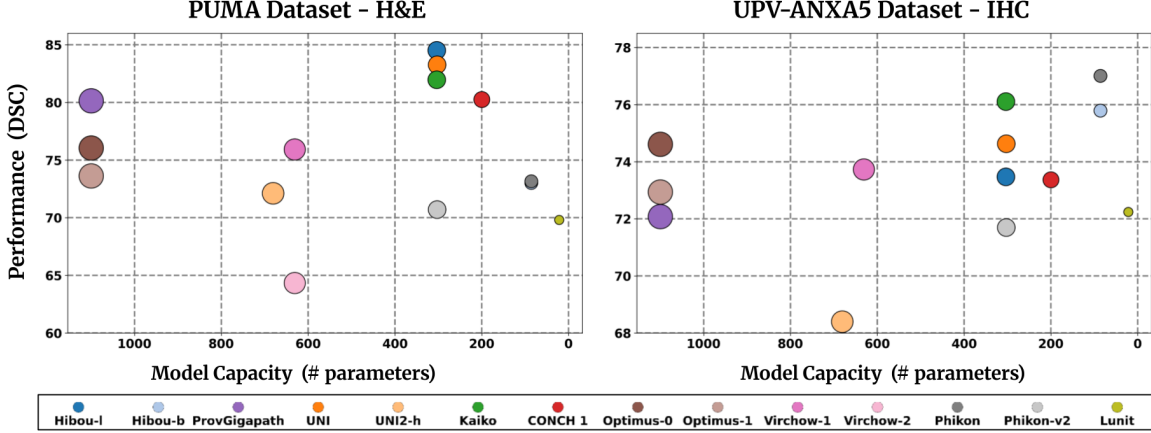 PUMA Dataset - H&E
UPV-ANXA5 Dataset - IHC
Performance (DSC)
85
80
75
70
65
60
1000 800 600 400 200 0
Model Capacity (# parameters)
78
76
74
72
70
68
1000 800 600 400 200 0
Model Capacity (# parameters)
Hibou-l Hibou-b ProvGigapath UNI UNI2-h Kaiko CONCH 1 Optimus-0 Optimus-1 Virchow-1 Virchow-2 Phikon Phikon-v2 Lunit